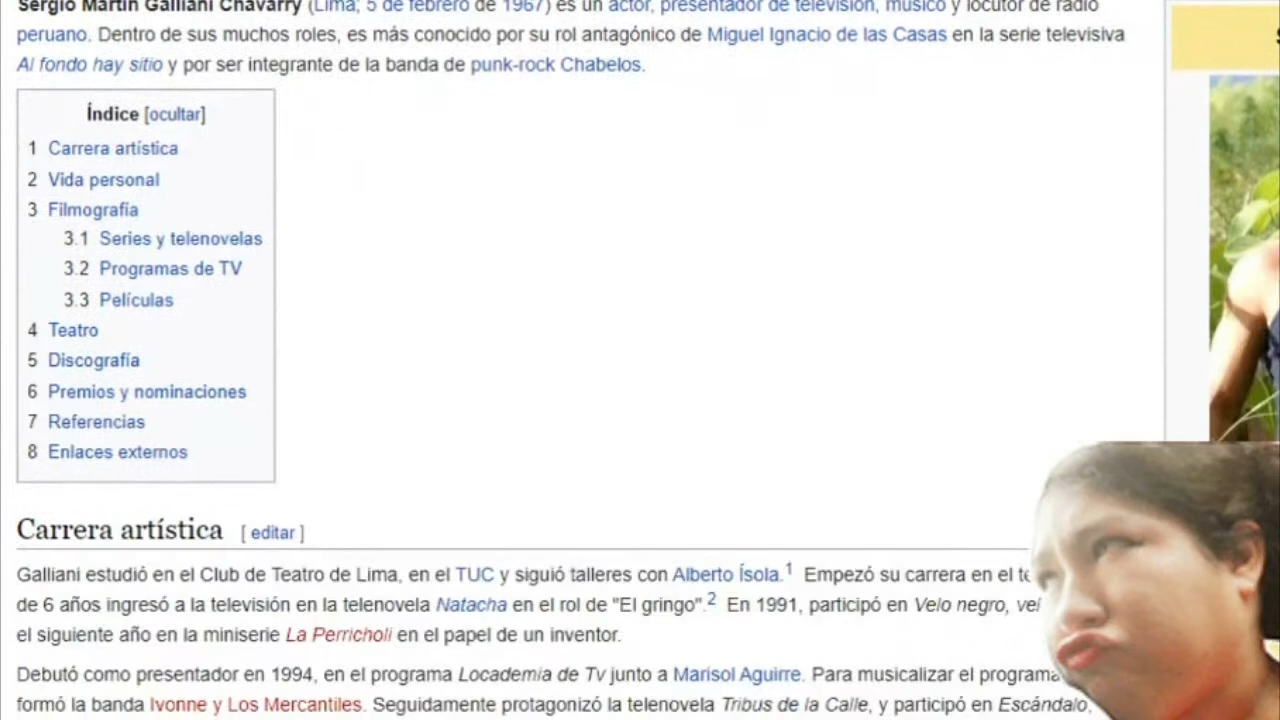 Sergio Martín Galliani Chávarry (Lima; 5 de febrero de 1967) es un actor, presentador de televisión, músico y locutor de radio
peruano. Dentro de sus muchos roles, es más conocido por su rol antagónico de Miguel Ignacio de las Casas en la serie televisiva
Al fondo hay sitio y por ser integrante de la banda de punk-rock Chabelos.
Índice [ocultar]
1 Carrera artística
2 Vida personal
3 Filmografía
3.1 Series y telenovelas
3.2 Programas de TV
3.3 Películas
4 Teatro
5 Discografía
6 Premios y nominaciones
7 Referencias
8 Enlaces externos
Carrera artística [ editar ]
Galliani estudió en el Club de Teatro de Lima, en el TUC y siguió talleres con Alberto Ísola.1 Empezó su carrera en el
de 6 años ingresó a la televisión en la telenovela Natacha en el rol de "El gringo".2 En 1991, participó en Velo negro,
el siguiente año en la miniserie La Perricholi en el papel de un inventor.
Debutó como presentador en 1994, en el programa Locademia de Tv junto a Marisol Aguirre. Para musicalizar el programa
formó la banda Ivonne y Los Mercantiles. Seguidamente protagonizó la telenovela Tribus de la Calle, y participó en Escándalo,